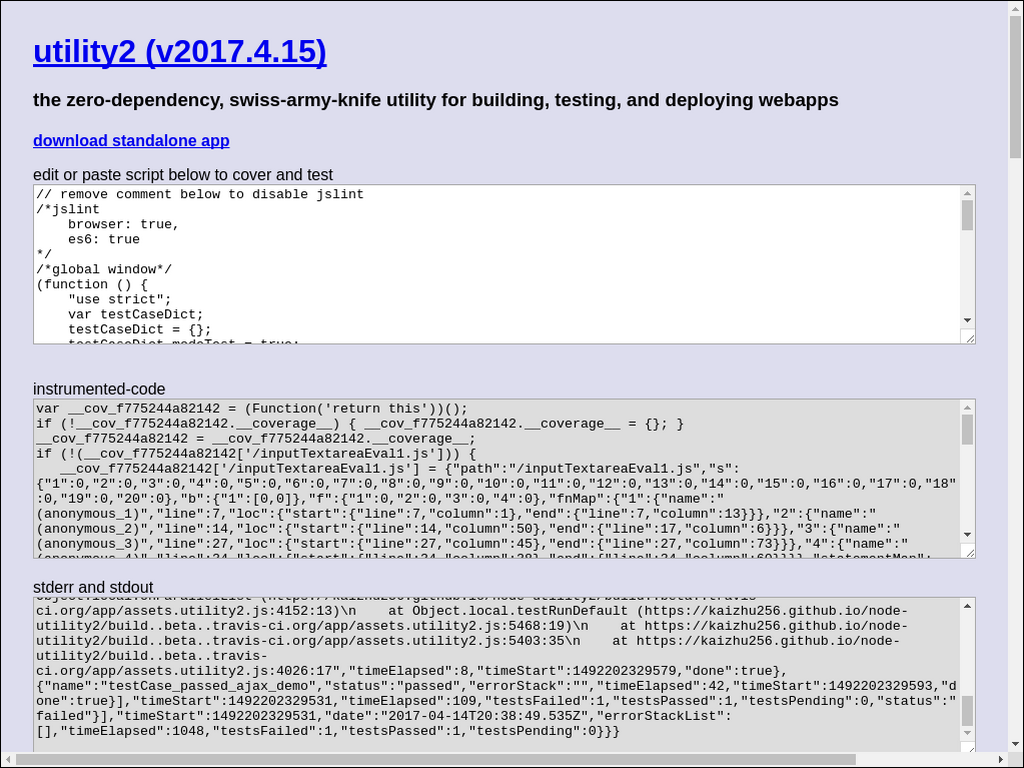 utility2 (v2017.4.15)
the zero-dependency, swiss-army-knife utility for building, testing, and deploying webapps
download standalone app
edit or paste script below to cover and test
// remove comment below to disable jslint
/*jslint
    browser: true,
    es6: true
*/
/*global window*/
(function () {
    "use strict";
    var testCaseDict;
    testCaseDict = {};
    testCaseDict.modeTest = true;
instrumented-code
var __cov_f775244a82142 = (Function('return this'))();
if (!__cov_f775244a82142.__coverage__) { __cov_f775244a82142.__coverage__ = {}; }
__cov_f775244a82142 = __cov_f775244a82142.__coverage__;
if (!(__cov_f775244a82142['/inputTextareaEval1.js'])) {
   __cov_f775244a82142['/inputTextareaEval1.js'] = {"path":"/inputTextareaEval1.js","s":
{"1":0,"2":0,"3":0,"4":0,"5":0,"6":0,"7":0,"8":0,"9":0,"10":0,"11":0,"12":0,"13":0,"14":0,"15":0,"16":0,"17":0,"18"
:0,"19":0,"20":0},"b":{"1":[0,0]},"f":{"1":0,"2":0,"3":0,"4":0},"fnMap":{"1":{"name":"
(anonymous_1)","line":7,"loc":{"start":{"line":7,"column":1},"end":{"line":7,"column":13}}},"2":{"name":"
(anonymous_2)","line":14,"loc":{"start":{"line":14,"column":50},"end":{"line":17,"column":6}}},"3":{"name":"
(anonymous_3)","line":27,"loc":{"start":{"line":27,"column":45},"end":{"line":27,"column":73}}},"4":{"name":"
stderr and stdout
ci.org/app/assets.utility2.js:4152:13)\n    at Object.local.testRunDefault (https://kaizhu256.github.io/node-
utility2/build..beta..travis-ci.org/app/assets.utility2.js:5468:19)\n    at https://kaizhu256.github.io/node-
utility2/build..beta..travis-ci.org/app/assets.utility2.js:5403:35\n    at https://kaizhu256.github.io/node-
utility2/build..beta..travis-
ci.org/app/assets.utility2.js:4026:17","timeElapsed":8,"timeStart":1492202329579,"done":true},
{"name":"testCase_passed_ajax_demo","status":"passed","errorStack":"","timeElapsed":42,"timeStart":1492202329593,"d
one":true}],"timeStart":1492202329531,"timeElapsed":109,"testsFailed":1,"testsPassed":1,"testsPending":0,"status":"
failed"}],"timeStart":1492202329531,"date":"2017-04-14T20:38:49.535Z","errorStackList":
[],"timeElapsed":1048,"testsFailed":1,"testsPassed":1,"testsPending":0}}}